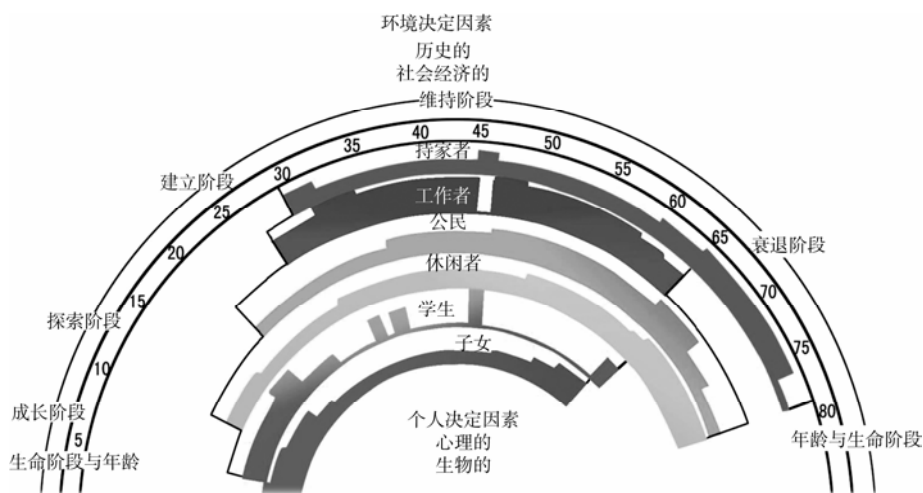 环境决定因素
历史的
社会经济的
维持阶段
45
40
50
35
持家者
55
建立阶段
30
工作者
60
25
公民
65
衰退阶段
20
休闲者
70
15
学生
探索阶段
子女
75
10
成长阶段
个人决定因素
80
5
心理的
年龄与生命阶段
生命阶段与年龄
生物的